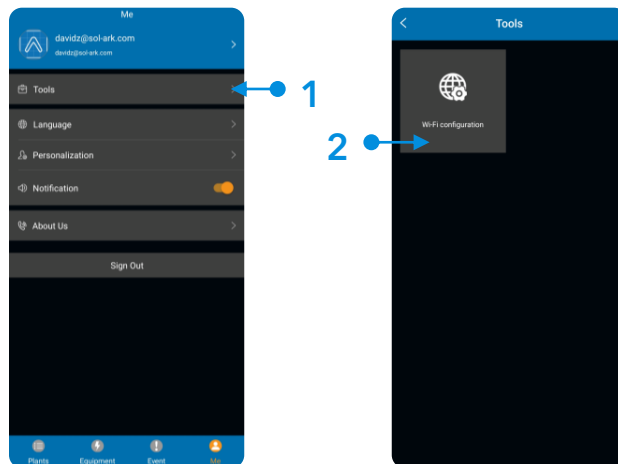 Me
davidz@sol-ark.com
davidz@sol-ark.com
Tools
Language
Personalization
Notification
About Us
Sign Out
Plants
Equipment
Event
Me
1
Tools
Wi-Fi configuration
2